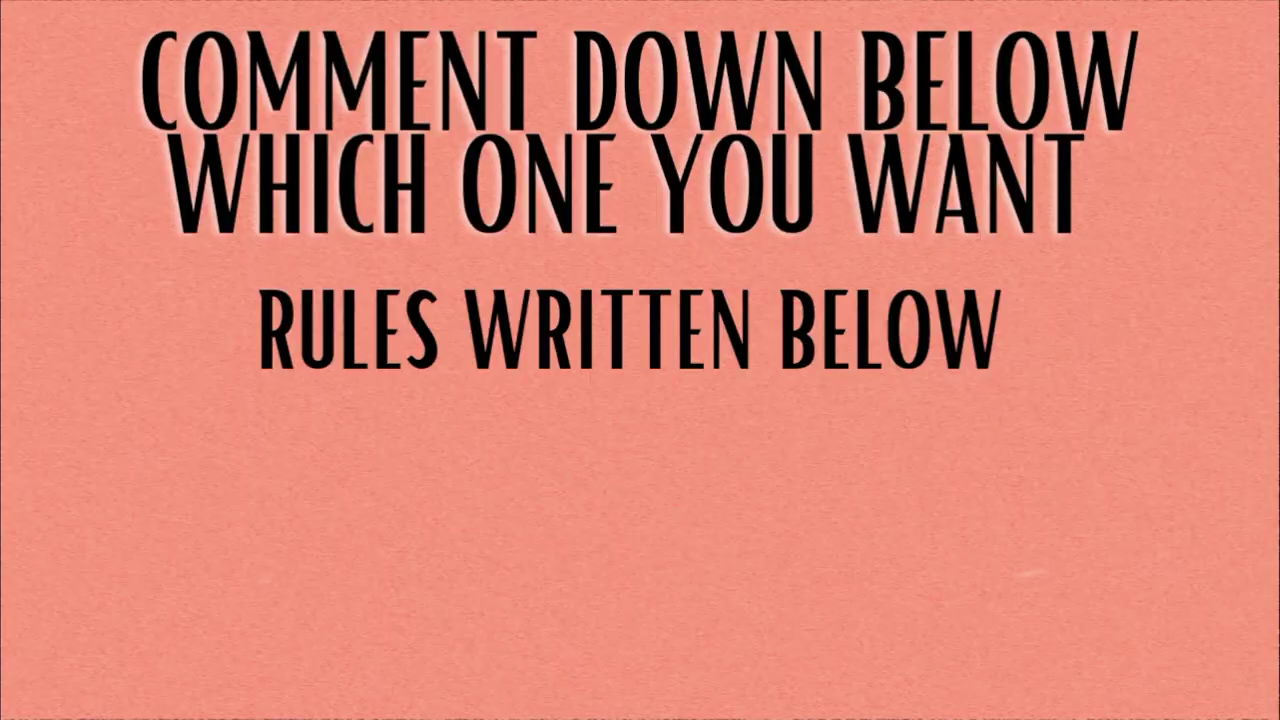 COMMENT DOWN BELOW
WHICH ONE YOU WANT
RULES WRITTEN BELOW